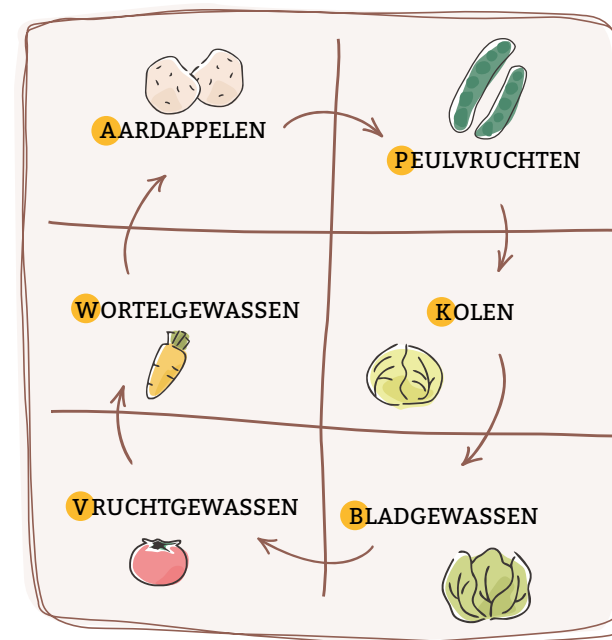 AARDAPPELEN
PEULVRUCHTEN
WORTELGEWASSEN
KOLEN
VRUCHTGEWASSEN
BLADGEWASSEN